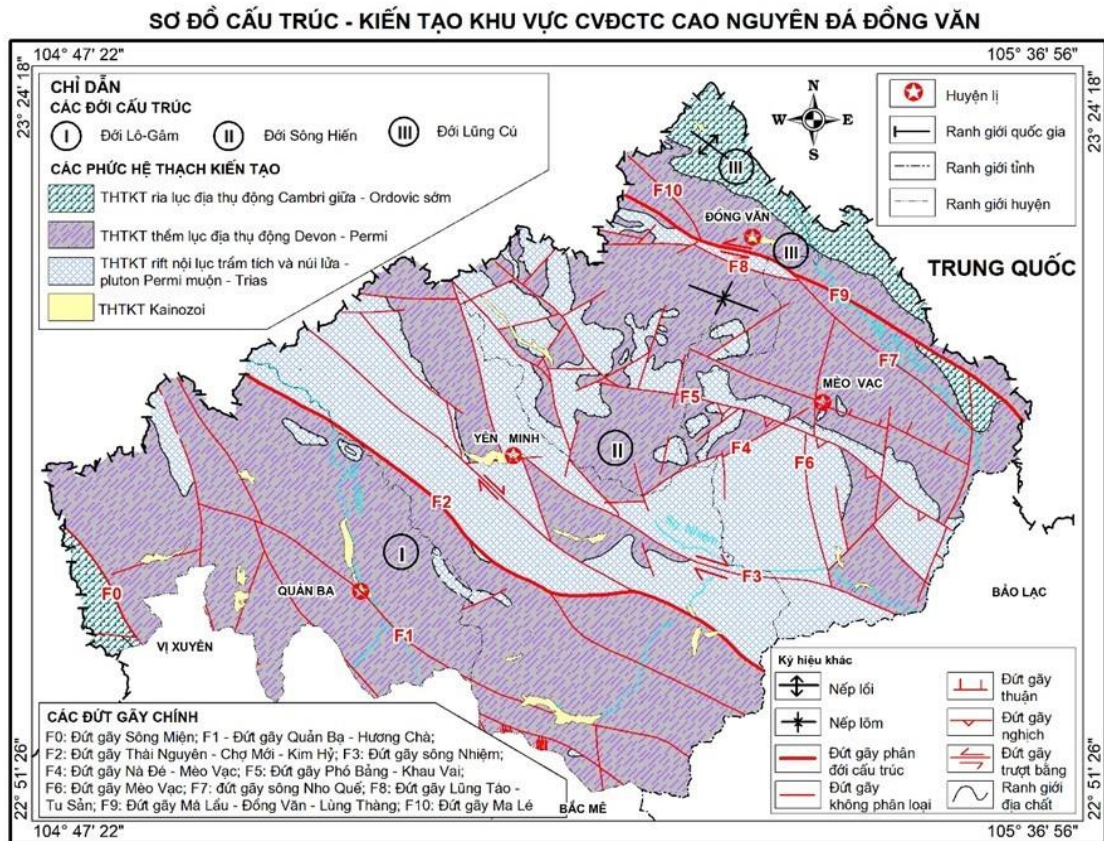 SƠ ĐỒ CẤU TRÚC - KIẾN TẠO KHU VỰC CVĐCTC CAO NGUYÊN ĐÁ ĐỒNG VĂN
104° 47' 22"
105° 36' 56"
23° 24' 18"
23° 24' 18"
CHỈ DẪN
CÁC ĐỚI CẤU TRÚC
I Đới Lô-Gâm
II Đới Sông Hiến
III Đới Lũng Cú
CÁC PHỨC HỆ THẠCH KIẾN TẠO
THTKT rìa lục địa thụ động Cambri giữa - Ordovic sớm
THTKT thềm lục địa thụ động Devon - Permi
THTKT rift nội lục trầm tích và núi lửa -
pluton Permi muộn - Trias
THTKT Kainozoi
N
W E
S
Huyện lị
Ranh giới quốc gia
Ranh giới tỉnh
Ranh giới huyện
III
F10
ĐỒNG VĂN
III
F8
TRUNG QUỐC
F9
F7
MÈO VẠC
F5
YÊN MINH
II
F4
F6
F2
Sg. Nhiệm
I
F3
QUẢN BẠ
F0
BẢO LẠC
VỊ XUYÊN
F1
BẮC MÊ
CÁC ĐỨT GÃY CHÍNH
F0: Đứt gãy Sông Miện; F1 - Đứt gãy Quản Bạ - Hương Chà;
F2: Đứt gãy Thái Nguyên - Chợ Mới - Kim Hỷ; F3: Đứt gãy sông Nhiệm;
F4: Đứt gãy Nà Đé - Mèo Vạc; F5: Đứt gãy Phó Bảng - Khau Vai;
F6: Đứt gãy Mèo Vạc; F7: đứt gãy sông Nho Quế; F8: Đứt gãy Lũng Táo -
Tu Sản; F9: Đứt gãy Má Lẩu - Đồng Văn - Lùng Thàng; F10: Đứt gãy Ma Lé
Ký hiệu khác
Nếp lồi
Nếp lõm
Đứt gãy phân
đới cấu trúc
Đứt gãy
không phân loại
Đứt gãy
thuận
Đứt gãy
nghịch
Đứt gãy
trượt bằng
Ranh giới
địa chất
22° 51' 26"
22° 51' 26"
104° 47' 22"
105° 36' 56"